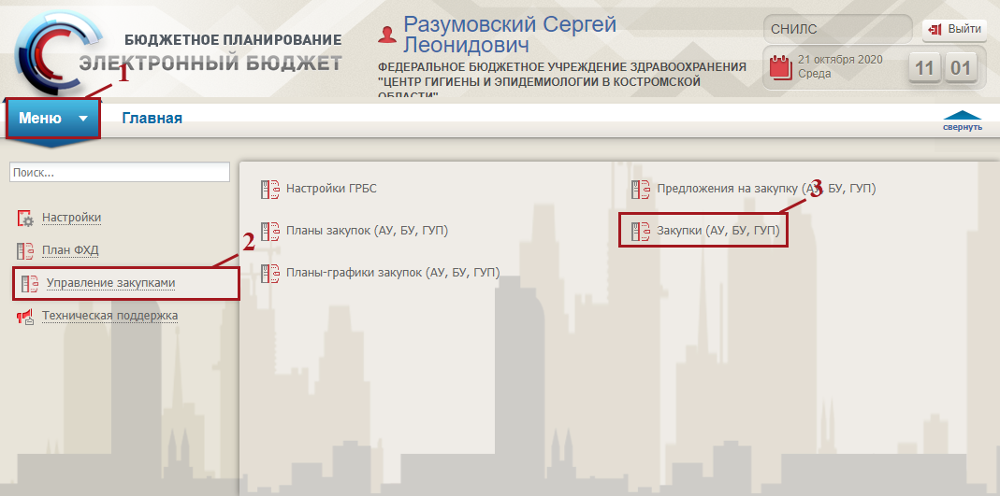 БЮДЖЕТНОЕ ПЛАНИРОВАНИЕ
ЭЛЕКТРОННЫЙ БЮДЖЕТ
Разумовский Сергей
Леонидович
ФЕДЕРАЛЬНОЕ БЮДЖЕТНОЕ УЧРЕЖДЕНИЕ ЗДРАВООХРАНЕНИЯ
"ЦЕНТР ГИГИЕНЫ И ЭПИДЕМИОЛОГИИ В КОСТРОМСКОЙ
ОБЛАСТИ"
СНИЛС
Выйти
21 октября 2020
Среда
11 01
1
Меню
Главная
свернуть
Поиск...
Настройки
План ФХД
2
Управление закупками
Техническая поддержка
Настройки ГРБС
Планы закупок (АУ, БУ, ГУП)
Планы-графики закупок (АУ, БУ, ГУП)
Предложения на закупку (АУ, БУ, ГУП)
3
Закупки (АУ, БУ, ГУП)